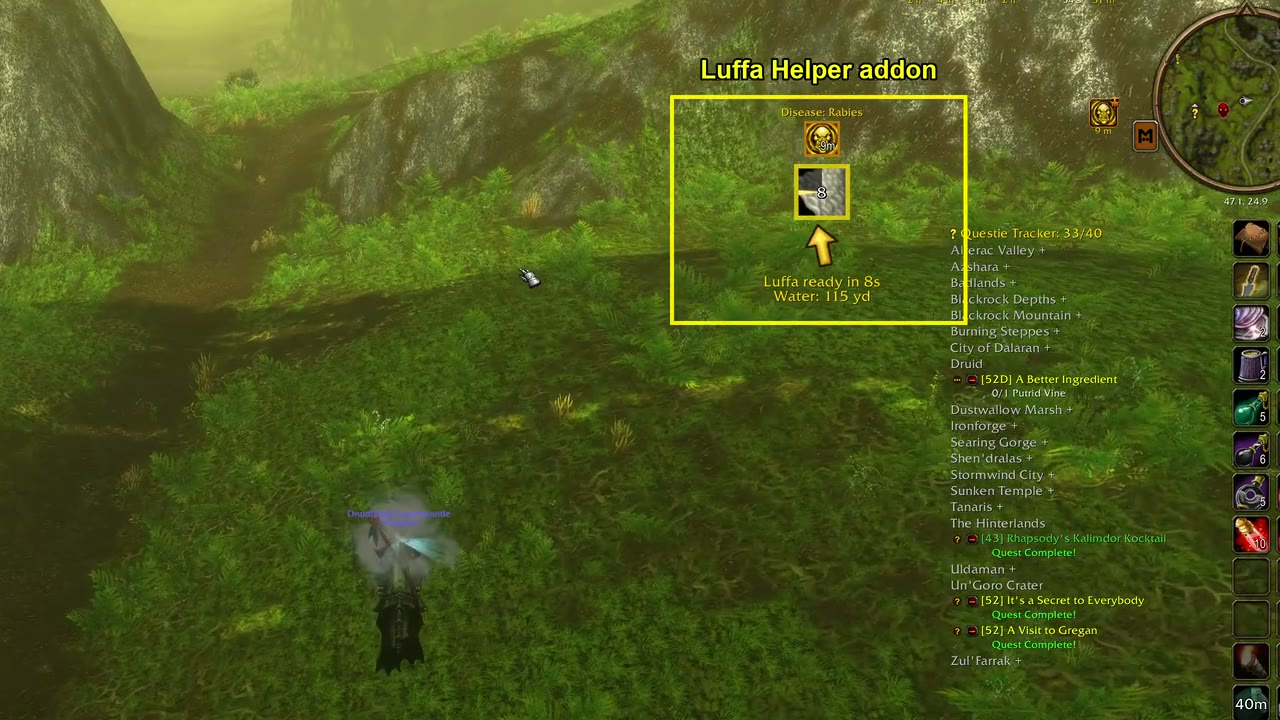 Luffa Helper addon
Disease: Rabies
9m
8
Luffa ready in 8s
Water: 115 yd
9 m
M
47.1, 24.9
? Questie Tracker: 33/40
Alterac Valley +
Azshara +
Badlands +
Blackrock Depths +
Blackrock Mountain +
Burning Steppes +
City of Dalaran +
Druid
[52D] A Better Ingredient
0/1 Putrid Vine
Dustwallow Marsh +
Ironforge +
Searing Gorge +
Shen'dralas +
Stormwind City +
Sunken Temple +
Tanaris +
The Hinterlands
? [43] Rhapsody's Kalimdor Kocktail
Quest Complete!
Uldaman +
Un'Goro Crater
? [52] It's a Secret to Everybody
Quest Complete!
? [52] A Visit to Gregan
Quest Complete!
Zul'Farrak +
2
2
5
6
5
10
40m